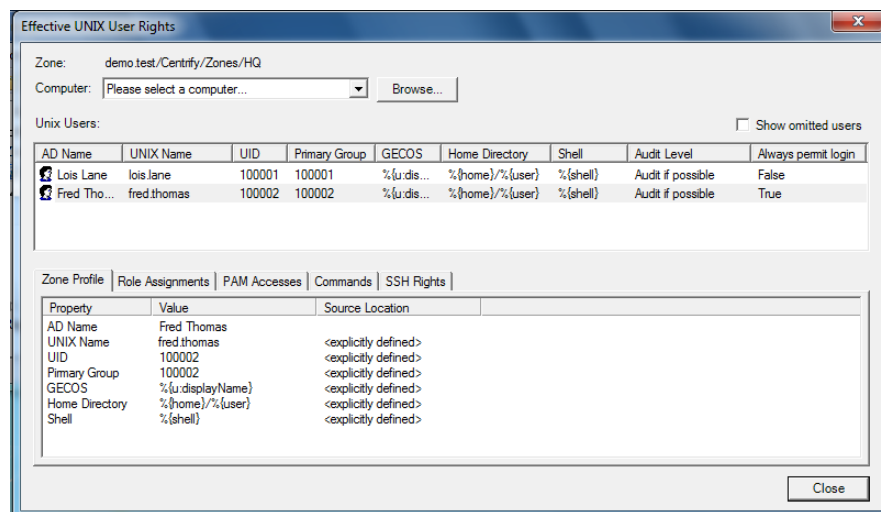 Effective UNIX User Rights
Zone: demo.test/Centrify/Zones/HQ
Computer: Please select a computer... Browse...
Unix Users: Show omitted users
AD Name UNIX Name UID Primary Group GECOS Home Directory Shell Audit Level Always permit login
Lois Lane lois.lane 100001 100001 %{u:dis... %{home}/%{user} %{shell} Audit if possible False
Fred Tho... fred.thomas 100002 100002 %{u:dis... %{home}/%{user} %{shell} Audit if possible True
Zone Profile Role Assignments PAM Accesses Commands SSH Rights
Property Value Source Location
AD Name Fred Thomas
UNIX Name fred.thomas <explicitly defined>
UID 100002 <explicitly defined>
Primary Group 100002 <explicitly defined>
GECOS %{u:displayName} <explicitly defined>
Home Directory %{home}/%{user} <explicitly defined>
Shell %{shell} <explicitly defined>
Close